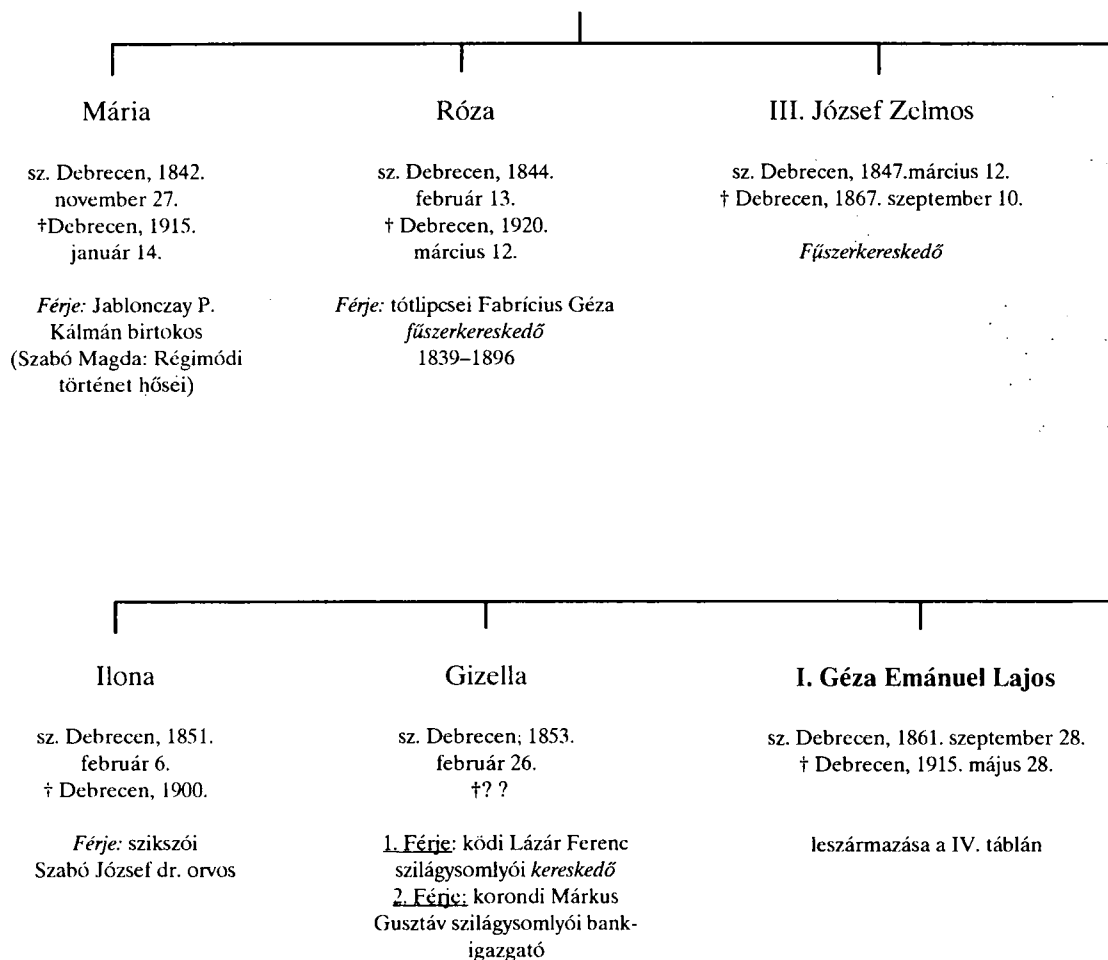 Mária
sz. Debrecen, 1842.
november 27.
†Debrecen, 1915.
január 14.
Férje: Jablonczay P.
Kálmán birtokos
(Szabó Magda: Régimódi
történet hősei)
Róza
sz. Debrecen, 1844.
február 13.
† Debrecen, 1920.
március 12.
Férje: tótlipcsei Fabrícius Géza
fűszerkereskedő
1839–1896
III. József Zelmos
sz. Debrecen, 1847.március 12.
† Debrecen, 1867. szeptember 10.
Fűszerkereskedő
Ilona
sz. Debrecen, 1851.
február 6.
† Debrecen, 1900.
Férje: szikszói
Szabó József dr. orvos
Gizella
sz. Debrecen; 1853.
február 26.
†? ?
1. Férje: ködi Lázár Ferenc
szilágysomlyói kereskedő
2. Férje: korondi Márkus
Gusztáv szilágysomlyói bank-
igazgató
I. Géza Emánuel Lajos
sz. Debrecen, 1861. szeptember 28.
† Debrecen, 1915. május 28.
leszármazása a IV. táblán